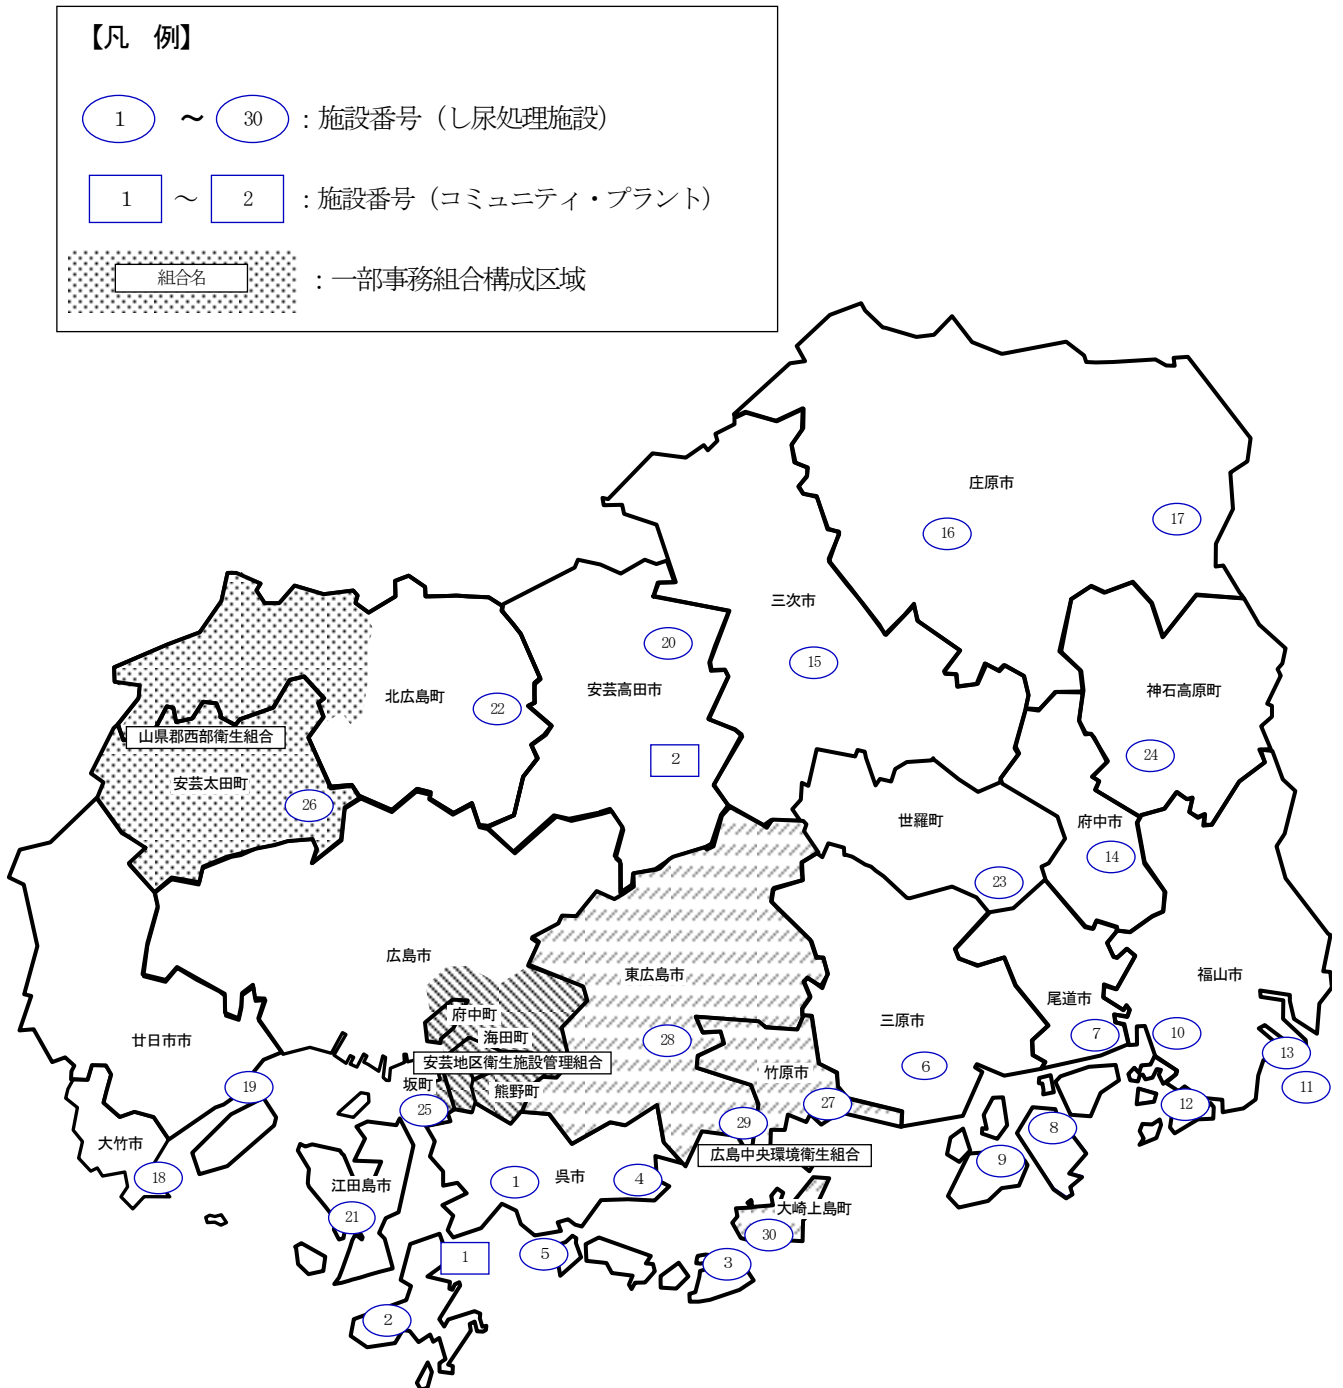 【凡　例】
1 ～ 30 ：施設番号（し尿処理施設）
1 ～ 2 ：施設番号（コミュニティ・プラント）
組合名 ：一部事務組合構成区域
庄原市
16
17
三次市
15
20
安芸高田市
2
北広島町
22
神石高原町
24
山県郡西部衛生組合
安芸太田町
26
世羅町
23
府中市
14
広島市
東広島市
28
福山市
尾道市
7
10
13
11
12
三原市
6
府中町
海田町
安芸地区衛生施設管理組合
坂町
熊野町
25
竹原市
27
29
広島中央環境衛生組合
廿日市市
19
大竹市
18
江田島市
21
呉市
1
4
8
9
大崎上島町
30
1
5
3
2